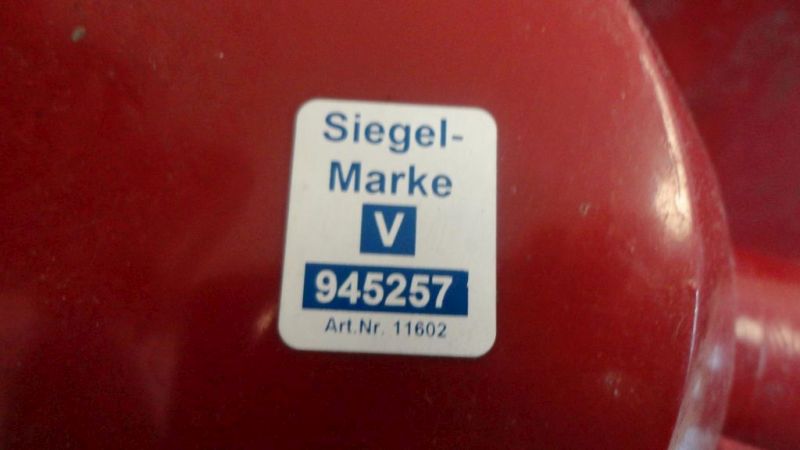 Siegel-
Marke
V
945257
Art.Nr. 11602